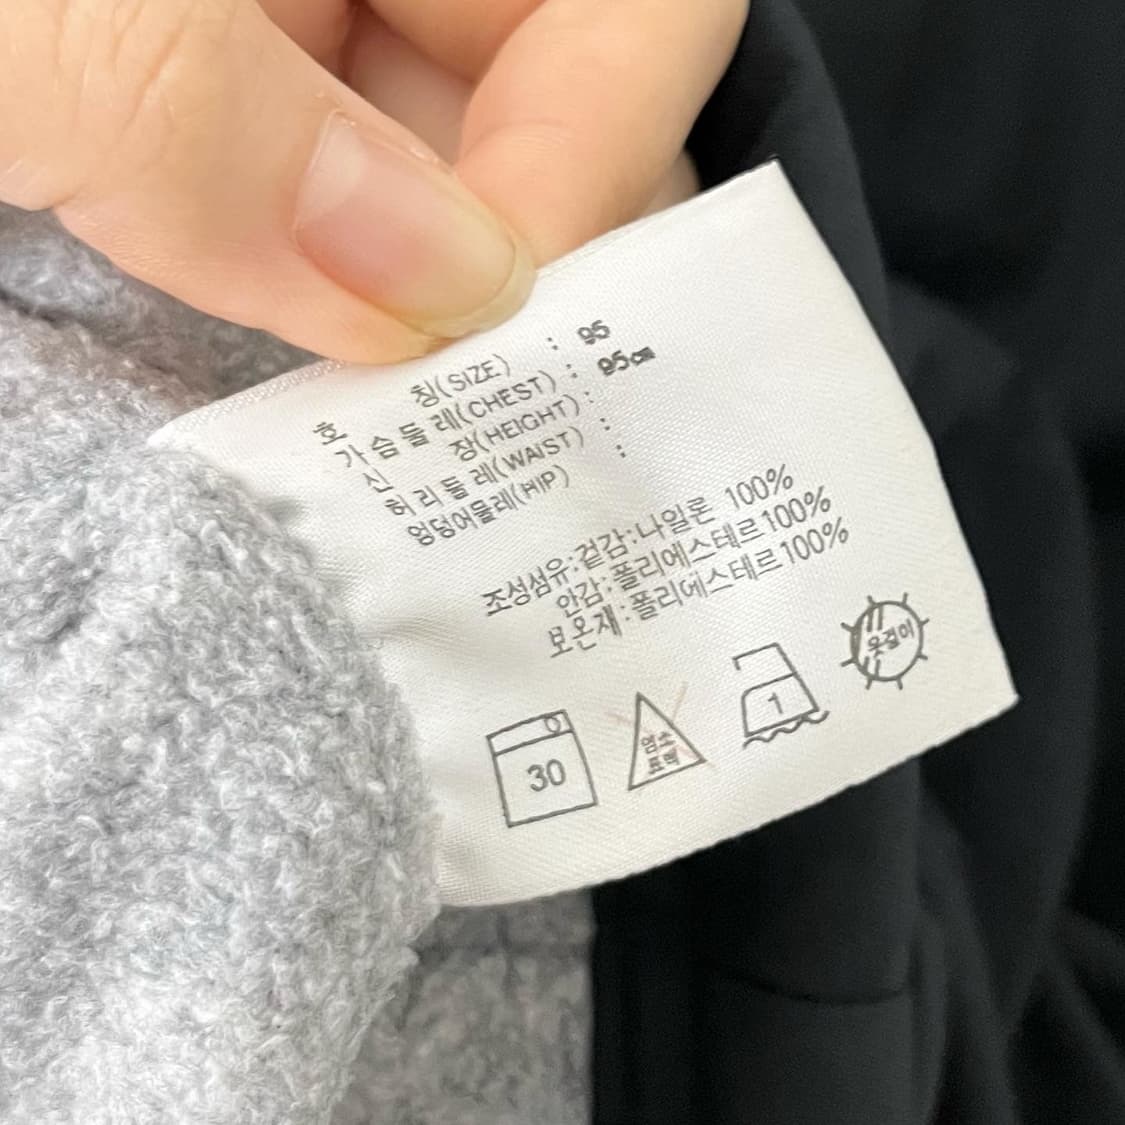 호 칭(SIZE) : 95
가슴둘레(CHEST) : 95cm
신 장(HEIGHT) :
허리둘레(WAIST) :
엉덩이둘레(HIP) :
조성섬유:겉감:나일론 100%
안감:폴리에스테르100%
보온재:폴리에스테르100%
30
염소
표백
1
옷걸이